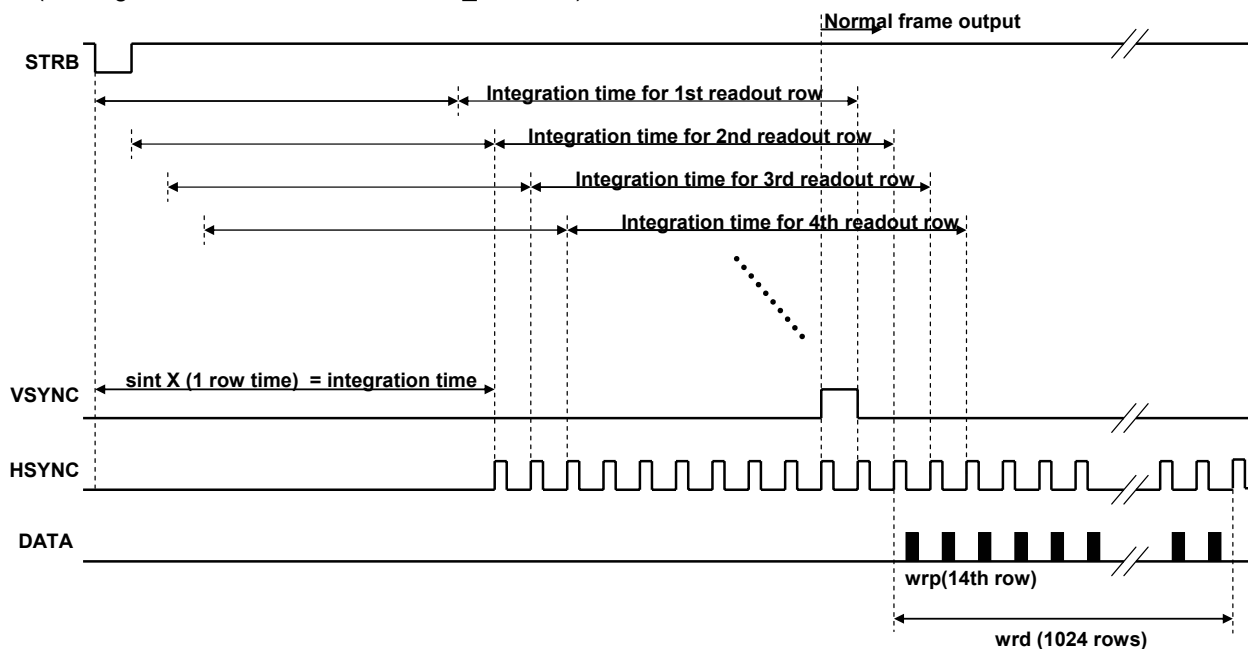 Normal frame output
STRB
Integration time for 1st readout row
Integration time for 2nd readout row
Integration time for 3rd readout row
Integration time for 4th readout row
sint X (1 row time) = integration time
VSYNC
HSYNC
DATA
wrp(14th row)
wrd (1024 rows)